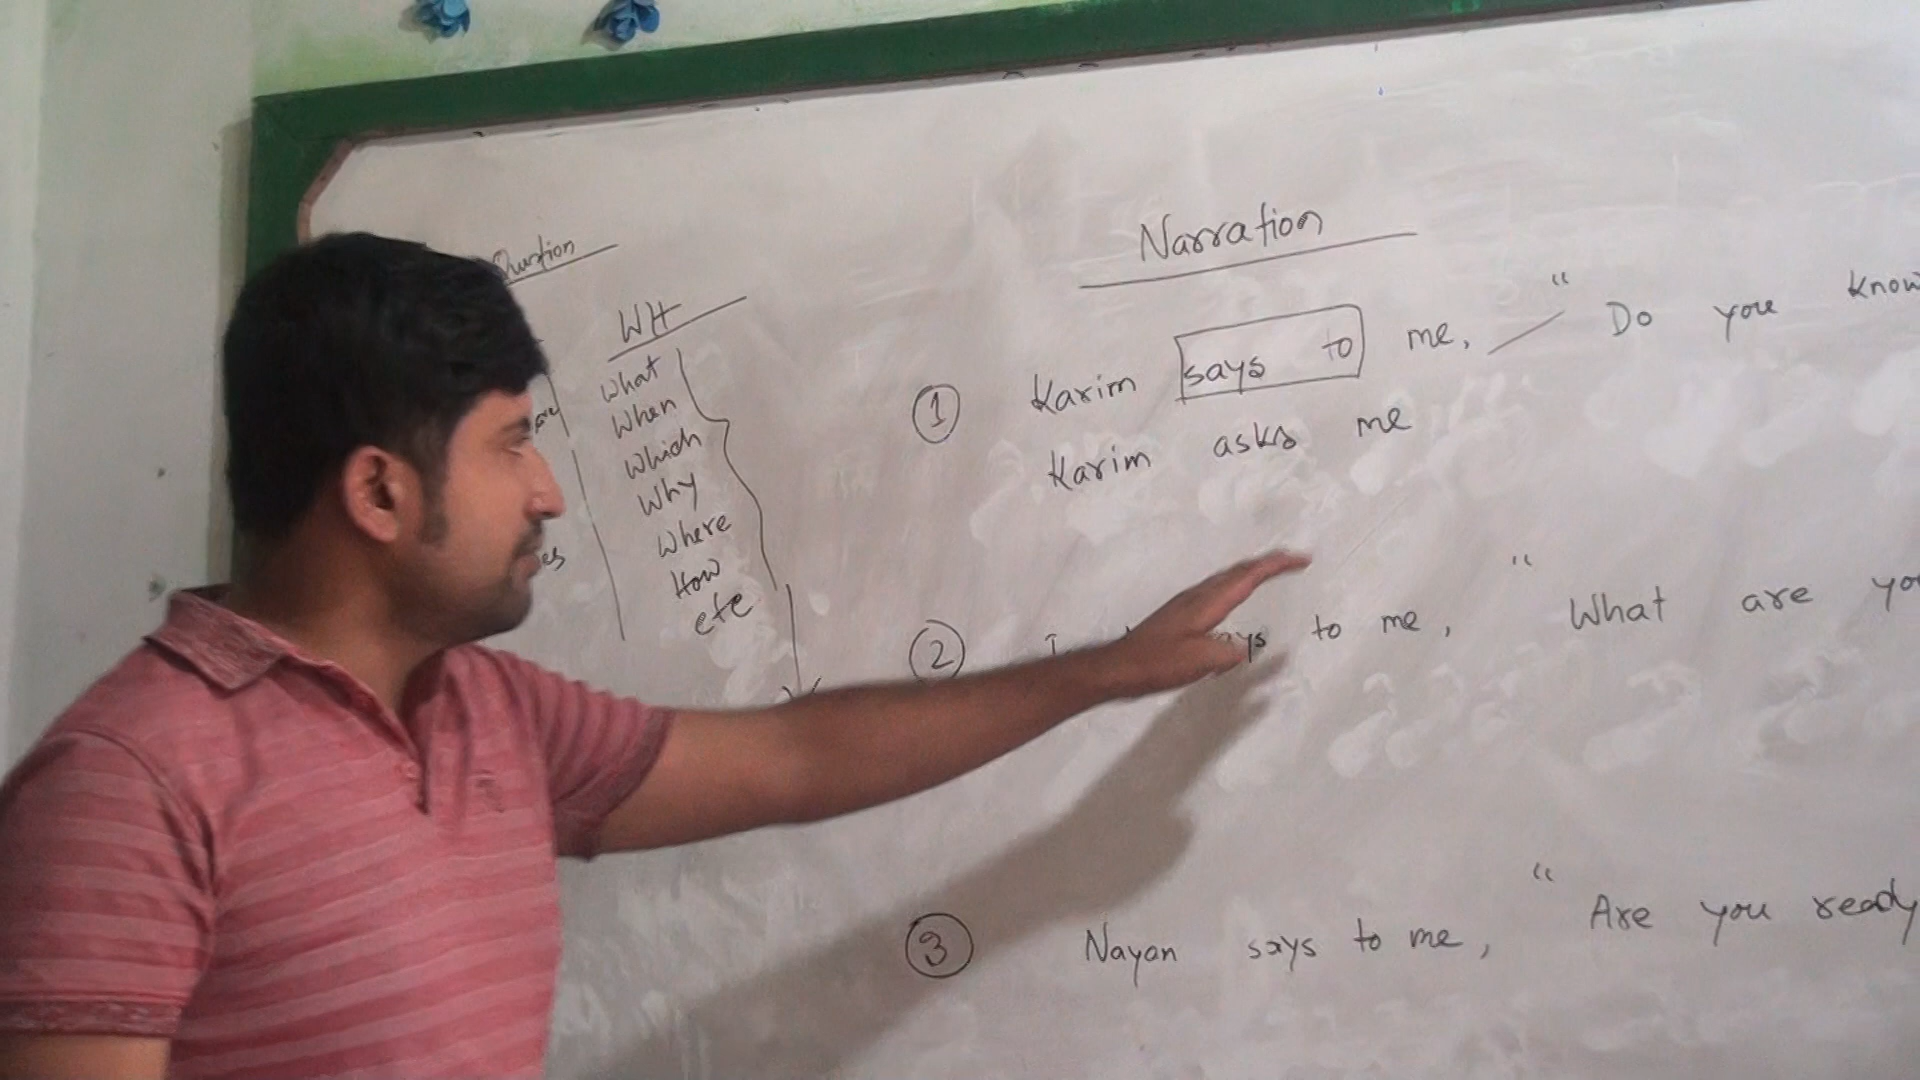 Question
WH
What
When
Which
Why
Where
How
etc
Narration
① Karim says to me, " Do you know
Karim asks me
② to me, " What are
③ Nayan says to me, " Are you ready